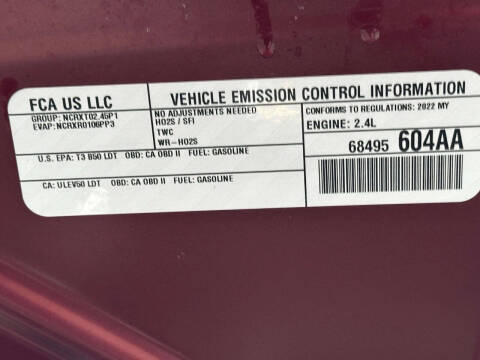 FCA US LLC
GROUP: NCRXT02.45P1
EVAP: NCRXR0106PP3
VEHICLE EMISSION CONTROL INFORMATION
NO ADJUSTMENTS NEEDED
HO2S / SFI
TWC
WR-HO2S
CONFORMS TO REGULATIONS: 2022 MY
ENGINE: 2.4L
U.S. EPA: T3 B50 LDT OBD: CA OBD II FUEL: GASOLINE
CA: ULEV50 LDT OBD: CA OBD II FUEL: GASOLINE
68495 604AA